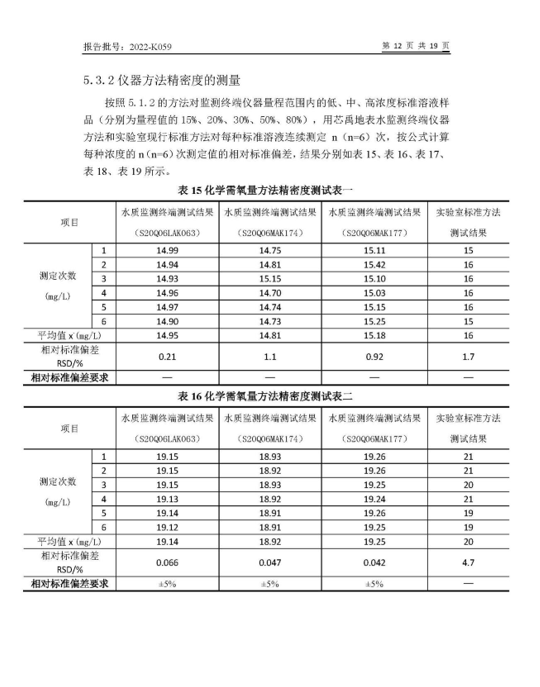 报告批号：2022-K059 第 12 页 共 19 页
5.3.2 仪器方法精密度的测量
按照 5.1.2 的方法对监测终端仪器量程范围内的低、中、高浓度标准溶液样
品（分别为量程值的 15%、20%、30%、50%、80%），用芯禹地表水监测终端仪器
方法和实验室现行标准方法对每种标准溶液连续测定 n（n=6）次，按公式计算
每种浓度的 n(n=6)次测定值的相对标准偏差，结果分别如表 15、表 16、表 17、
表 18、表 19 所示。
表 15 化学需氧量方法精密度测试表一
项目 水质监测终端测试结果（S20Q06LAK063） 水质监测终端测试结果（S20Q06MAK174） 水质监测终端测试结果（S20Q06MAK177） 实验室标准方法测试结果
测定次数(mg/L) 1 14.99 14.75 15.11 15
2 14.94 14.81 15.42 16
3 14.93 15.15 15.10 16
4 14.96 14.70 15.03 16
5 14.97 14.74 15.15 16
6 14.90 14.73 15.25 15
平均值 x (mg/L) 14.95 14.81 15.18 16
相对标准偏差 RSD/% 0.21 1.1 0.92 1.7
相对标准偏差要求 — — — —
表 16 化学需氧量方法精密度测试表二
项目 水质监测终端测试结果（S20Q06LAK063） 水质监测终端测试结果（S20Q06MAK174） 水质监测终端测试结果（S20Q06MAK177） 实验室标准方法测试结果
测定次数(mg/L) 1 19.15 18.93 19.26 21
2 19.15 18.92 19.26 21
3 19.15 18.93 19.25 20
4 19.13 18.92 19.24 21
5 19.14 18.91 19.26 19
6 19.12 18.91 19.25 19
平均值 x (mg/L) 19.14 18.92 19.25 20
相对标准偏差 RSD/% 0.066 0.047 0.042 4.7
相对标准偏差要求 ±5% ±5% ±5% —